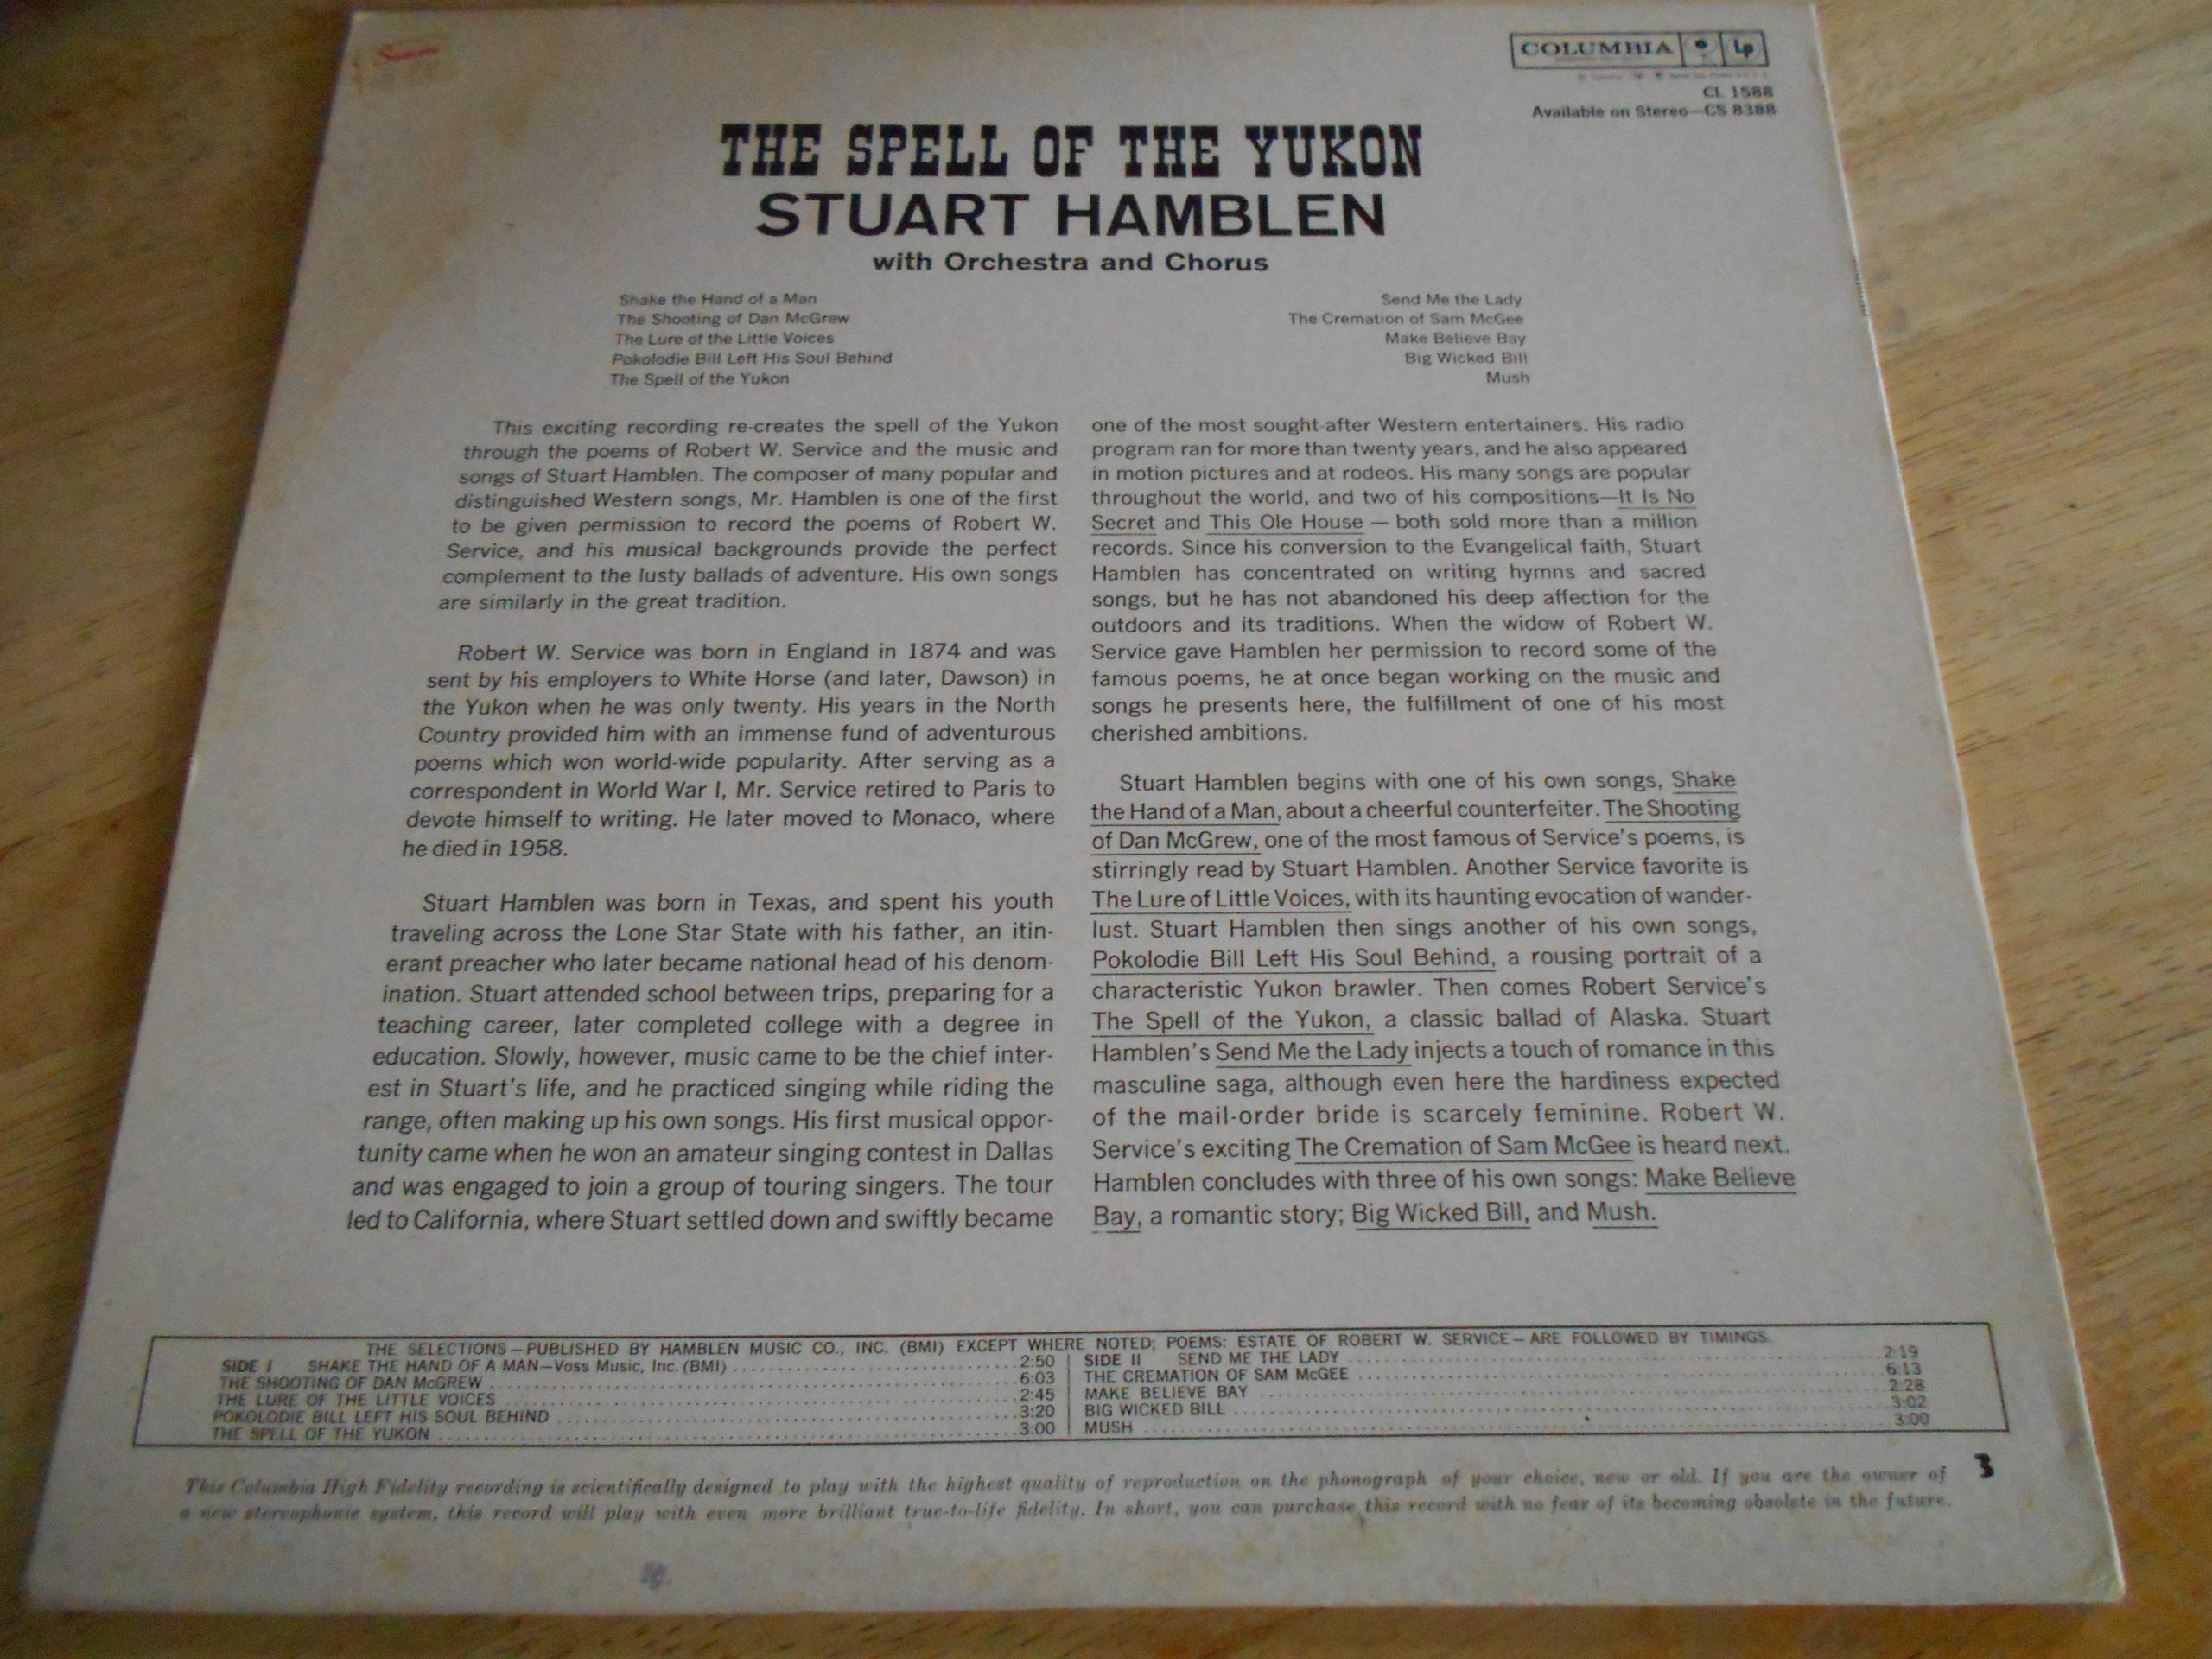 COLUMBIA Lp
CL 1588
Available on Stereo—CS 8388
THE SPELL OF THE YUKON
STUART HAMBLEN
with Orchestra and Chorus
Shake the Hand of a Man
The Shooting of Dan McGrew
The Lure of the Little Voices
Pokolodie Bill Left His Soul Behind
The Spell of the Yukon
Send Me the Lady
The Cremation of Sam McGee
Make Believe Bay
Big Wicked Bill
Mush
This exciting recording re-creates the spell of the Yukon
through the poems of Robert W. Service and the music and
songs of Stuart Hamblen. The composer of many popular and
distinguished Western songs, Mr. Hamblen is one of the first
to be given permission to record the poems of Robert W.
Service, and his musical backgrounds provide the perfect
complement to the lusty ballads of adventure. His own songs
are similarly in the great tradition.
Robert W. Service was born in England in 1874 and was
sent by his employers to White Horse (and later, Dawson) in
the Yukon when he was only twenty. His years in the North
Country provided him with an immense fund of adventurous
poems which won world-wide popularity. After serving as a
correspondent in World War I, Mr. Service retired to Paris to
devote himself to writing. He later moved to Monaco, where
he died in 1958.
Stuart Hamblen was born in Texas, and spent his youth
traveling across the Lone Star State with his father, an itin-
erant preacher who later became national head of his denom-
ination. Stuart attended school between trips, preparing for a
teaching career, later completed college with a degree in
education. Slowly, however, music came to be the chief inter-
est in Stuart's life, and he practiced singing while riding the
range, often making up his own songs. His first musical oppor-
tunity came when he won an amateur singing contest in Dallas
and was engaged to join a group of touring singers. The tour
led to California, where Stuart settled down and swiftly became
one of the most sought-after Western entertainers. His radio
program ran for more than twenty years, and he also appeared
in motion pictures and at rodeos. His many songs are popular
throughout the world, and two of his compositions—It Is No
Secret and This Ole House — both sold more than a million
records. Since his conversion to the Evangelical faith, Stuart
Hamblen has concentrated on writing hymns and sacred
songs, but he has not abandoned his deep affection for the
outdoors and its traditions. When the widow of Robert W.
Service gave Hamblen her permission to record some of the
famous poems, he at once began working on the music and
songs he presents here, the fulfillment of one of his most
cherished ambitions.
Stuart Hamblen begins with one of his own songs, Shake
the Hand of a Man, about a cheerful counterfeiter. The Shooting
of Dan McGrew, one of the most famous of Service's poems, is
stirringly read by Stuart Hamblen. Another Service favorite is
The Lure of Little Voices, with its haunting evocation of wander-
lust. Stuart Hamblen then sings another of his own songs,
Pokolodie Bill Left His Soul Behind, a rousing portrait of a
characteristic Yukon brawler. Then comes Robert Service's
The Spell of the Yukon, a classic ballad of Alaska. Stuart
Hamblen's Send Me the Lady injects a touch of romance in this
masculine saga, although even here the hardiness expected
of the mail-order bride is scarcely feminine. Robert W.
Service's exciting The Cremation of Sam McGee is heard next.
Hamblen concludes with three of his own songs: Make Believe
Bay, a romantic story; Big Wicked Bill, and Mush.
THE SELECTIONS—PUBLISHED BY HAMBLEN MUSIC CO., INC. (BMI) EXCEPT WHERE NOTED; POEMS: ESTATE OF ROBERT W. SERVICE—ARE FOLLOWED BY TIMINGS.
SIDE I SHAKE THE HAND OF A MAN—Voss Music, Inc. (BMI) 2:50
THE SHOOTING OF DAN McGREW 6:03
THE LURE OF THE LITTLE VOICES 2:45
POKOLODIE BILL LEFT HIS SOUL BEHIND 3:20
THE SPELL OF THE YUKON 3:00
SIDE II SEND ME THE LADY 2:19
THE CREMATION OF SAM McGEE 6:13
MAKE BELIEVE BAY 2:28
BIG WICKED BILL 3:02
MUSH 3:00
This Columbia High Fidelity recording is scientifically designed to play with the highest quality of reproduction on the phonograph of your choice, new or old. If you are the owner of
a new stereophonic system, this record will play with even more brilliant true-to-life fidelity. In short, you can purchase this record with no fear of its becoming obsolete in the future.
3